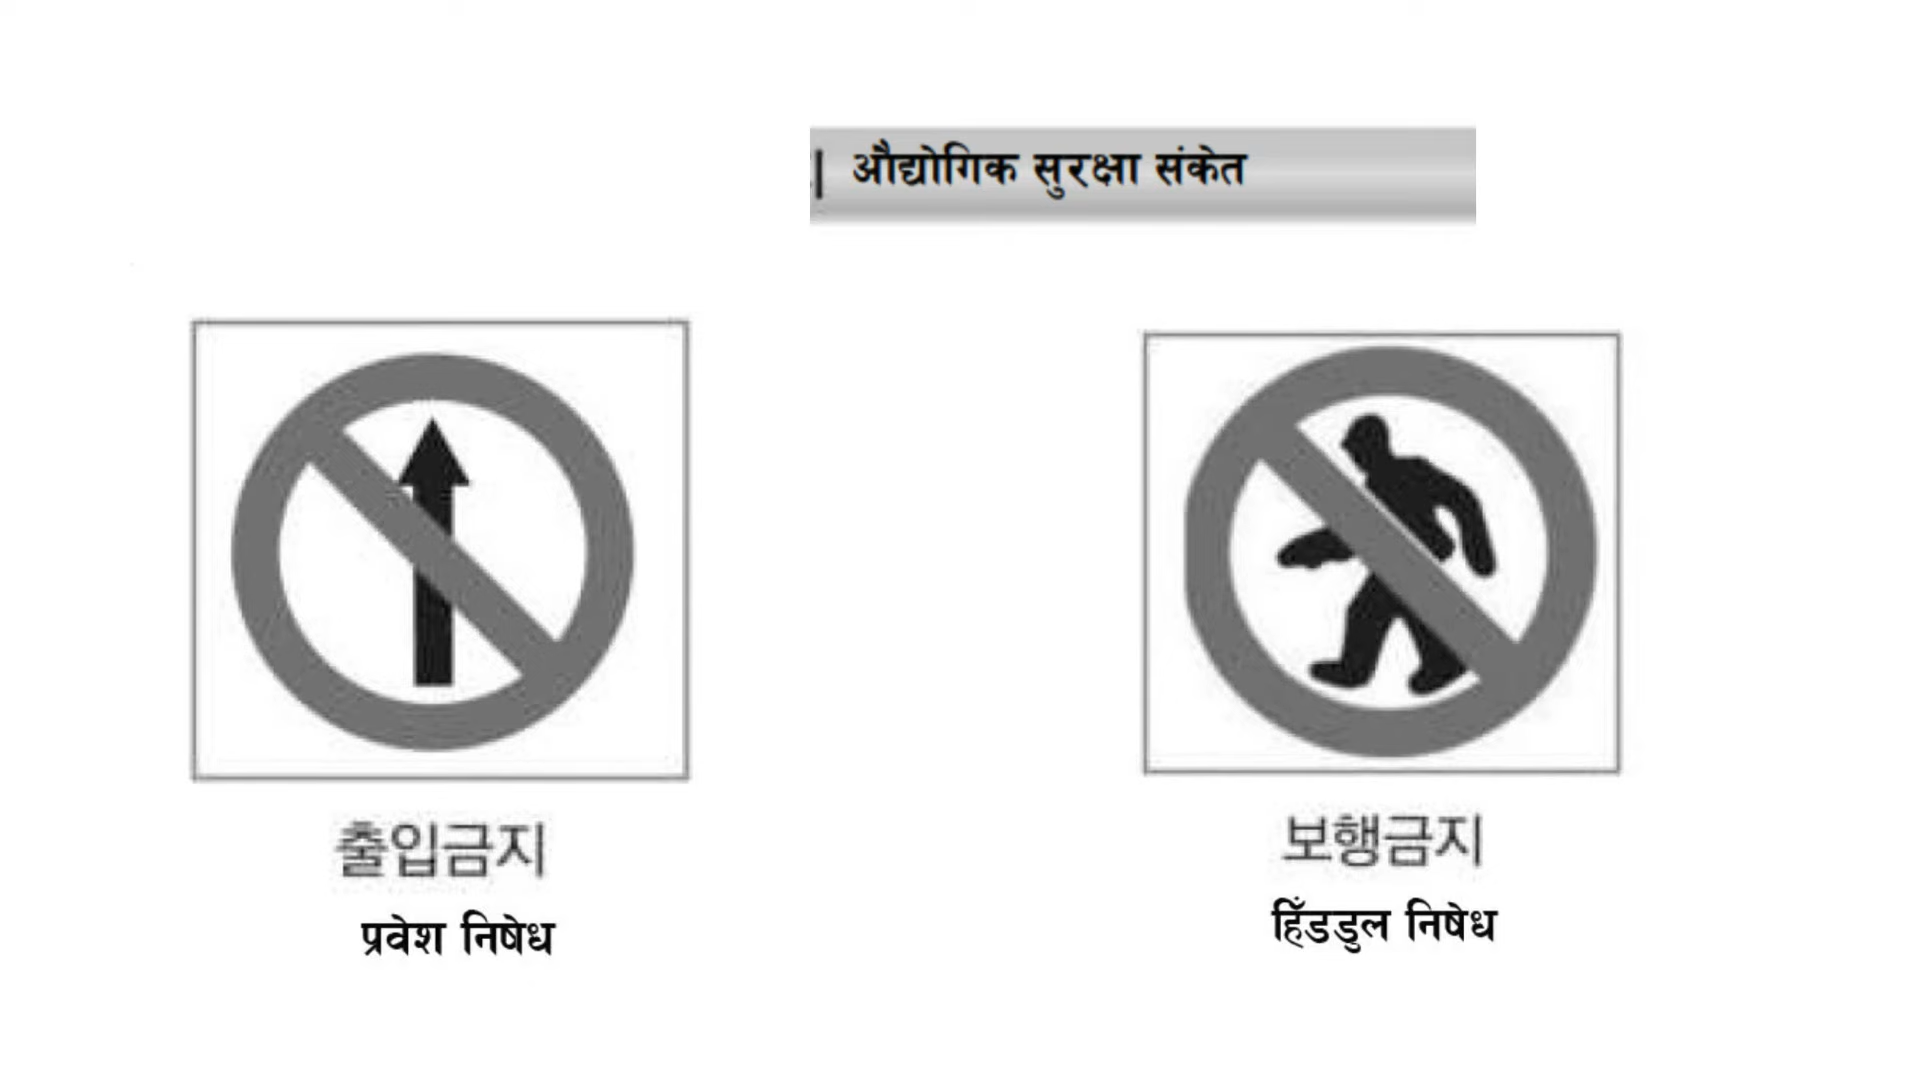 औद्योगिक सुरक्षा संकेत
출입금지
प्रवेश निषेध
보행금지
हिँडडुल निषेध